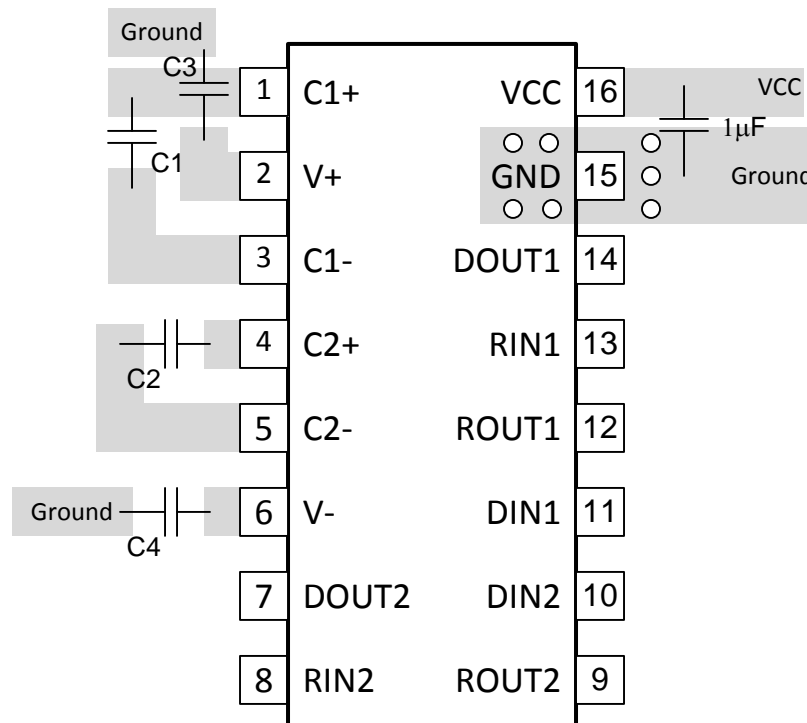 Ground
C3
1 C1+ VCC 16 VCC
C1 1µF
2 V+ GND 15 Ground
3 C1- DOUT1 14
4 C2+ RIN1 13
C2
5 C2- ROUT1 12
Ground 6 V- DIN1 11
C4
7 DOUT2 DIN2 10
8 RIN2 ROUT2 9